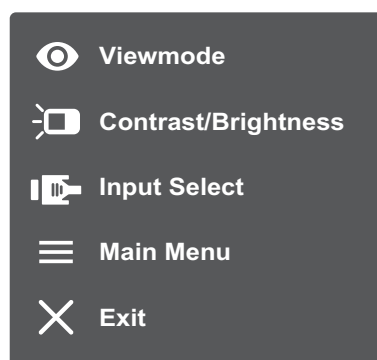 Viewmode
Contrast/Brightness
Input Select
Main Menu
Exit